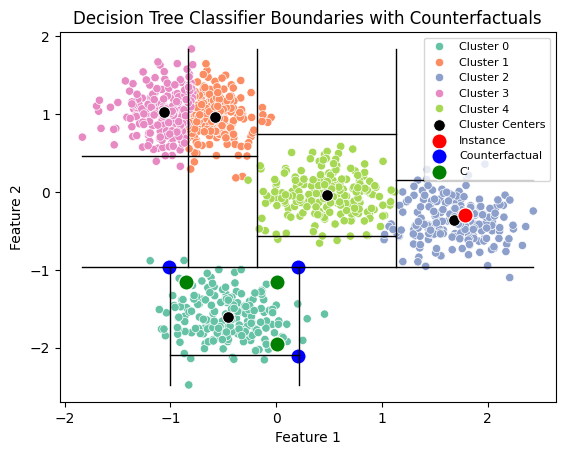 Decision Tree Classifier Boundaries with Counterfactuals
Cluster 0
Cluster 1
Cluster 2
Cluster 3
Cluster 4
Cluster Centers
Instance
Counterfactual
C'
Feature 2
2
1
0
−1
−2
−2
−1
0
1
2
Feature 1